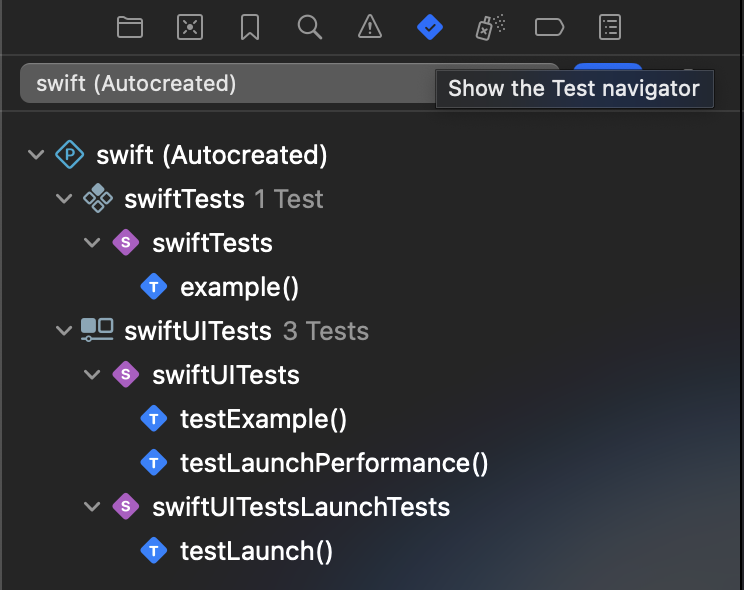 swift (Autocreated)
Show the Test navigator
P swift (Autocreated)
swiftTests 1 Test
S swiftTests
T example()
swiftUITests 3 Tests
S swiftUITests
T testExample()
T testLaunchPerformance()
S swiftUITestsLaunchTests
T testLaunch()